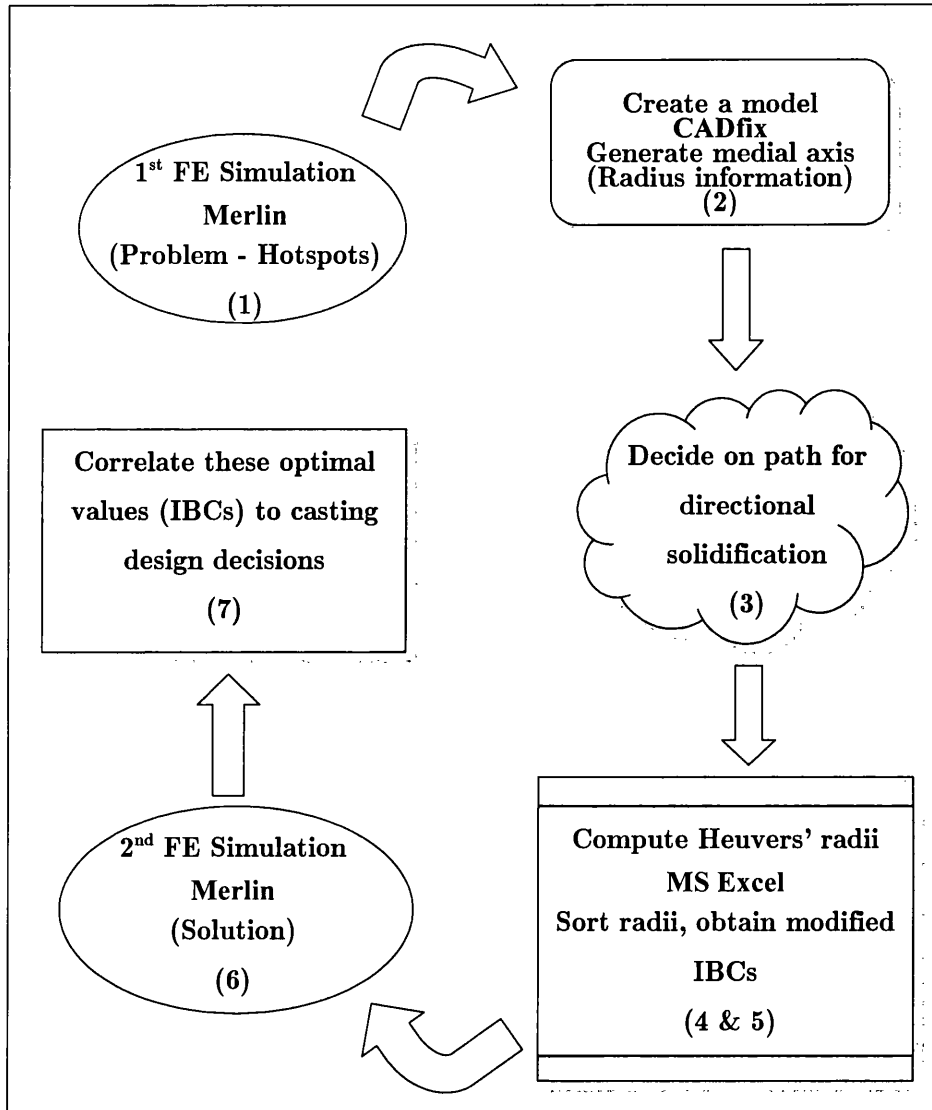 1st FE Simulation
Merlin
(Problem - Hotspots)
(1)
Create a model
CADfix
Generate medial axis
(Radius information)
(2)
Decide on path for
directional
solidification
(3)
Compute Heuvers' radii
MS Excel
Sort radii, obtain modified
IBCs
(4 & 5)
2nd FE Simulation
Merlin
(Solution)
(6)
Correlate these optimal
values (IBCs) to casting
design decisions
(7)